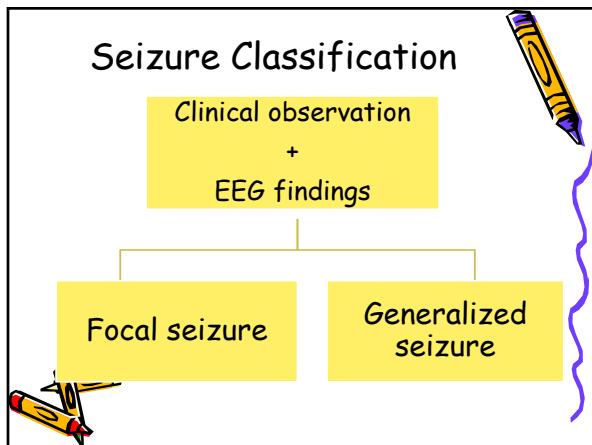 Seizure Classification
Clinical observation
+
EEG findings
Focal seizure
Generalized
seizure